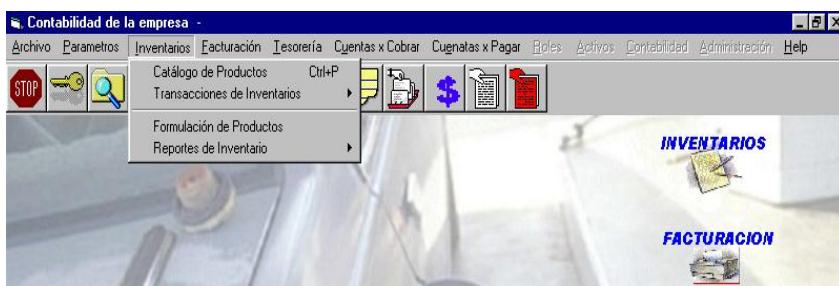 Contabilidad de la empresa -
Archivo Parametros Inventarios Facturación Tesorería Cuentas x Cobrar Cuenatas x Pagar Roles Activos Contabilidad Administración Help
STOP
Catálogo de Productos Ctrl+P
Transacciones de Inventarios
Formulación de Productos
Reportes de Inventario
INVENTARIOS
FACTURACION